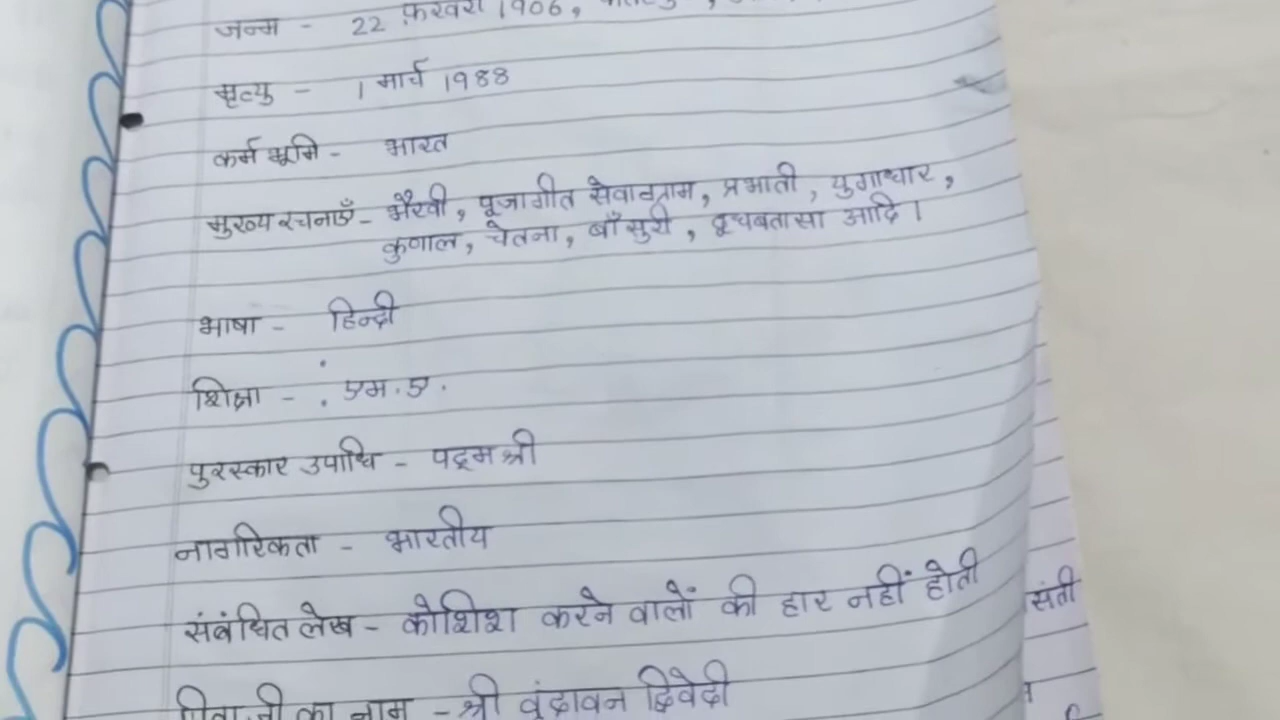 जन्म - 22 फ़रवरी 1906,
मृत्यु - 1 मार्च 1988
कर्म भूमि - भारत
मुख्य रचनाएँ - भैरवी, पूजागीत सेवाग्राम, प्रभाती, युगाधार,
कुणाल, चेतना, बाँसुरी, दूधबतासा आदि।
भाषा - हिन्दी
शिक्षा - एम.ए.
पुरस्कार उपाधि - पद्मश्री
नागरिकता - भारतीय
संबंधित लेख - कोशिश करने वालों की हार नहीं होती
पिता जी का नाम - श्री वृंदावन द्विवेदी